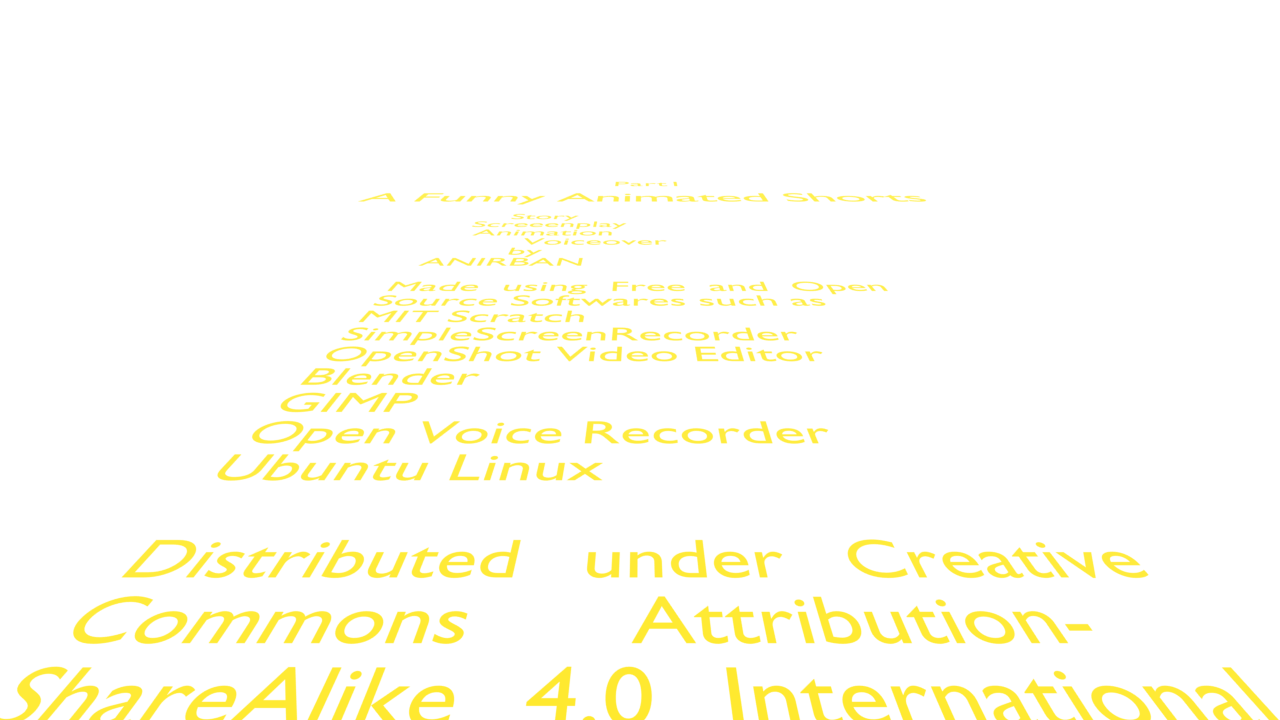 Part1
A Funny Animated Shorts
Story
Screeenplay
Animation
Voiceover
by
ANIRBAN
Made using Free and Open
Source Softwares such as
MIT Scratch
SimpleScreenRecorder
OpenShot Video Editor
Blender
GIMP
Open Voice Recorder
Ubuntu Linux
Distributed under Creative
Commons Attribution-
ShareAlike 4.0 International